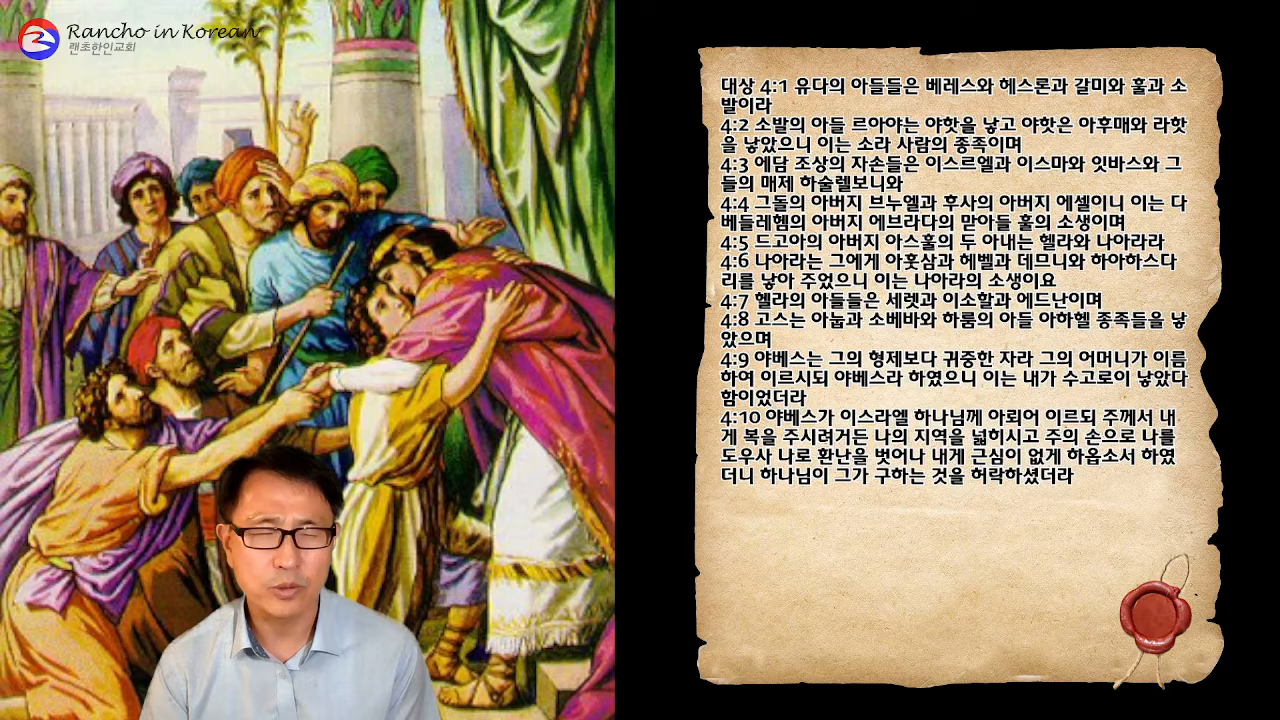 Rancho in Korean
랜초한인교회
대상 4:1 유다의 아들들은 베레스와 헤스론과 갈미와 훌과 소
발이라
4:2 소발의 아들 르아야는 야핫을 낳고 야핫은 아후매와 라핫
을 낳았으니 이는 소라 사람의 종족이며
4:3 에담 조상의 자손들은 이스르엘과 이스마와 잇바스와 그
들의 매제 하술렐보니와
4:4 그돌의 아버지 브누엘과 후사의 아버지 에셀이니 이는 다
베들레헴의 아버지 에브라다의 맏아들 훌의 소생이며
4:5 드고아의 아버지 아스훌의 두 아내는 헬라와 나아라라
4:6 나아라는 그에게 아훗삼과 헤벨과 데므니와 하아하스다
리를 낳아 주었으니 이는 나아라의 소생이요
4:7 헬라의 아들들은 세렛과 이소할과 에드난이며
4:8 고스는 아눕과 소베바와 하룸의 아들 아하헬 종족들을 낳
았으며
4:9 야베스는 그의 형제보다 귀중한 자라 그의 어머니가 이름
하여 이르시되 야베스라 하였으니 이는 내가 수고로이 낳았다
함이었더라
4:10 야베스가 이스라엘 하나님께 아뢰어 이르되 주께서 내
게 복을 주시려거든 나의 지역을 넓히시고 주의 손으로 나를
도우사 나로 환난을 벗어나 내게 근심이 없게 하옵소서 하였
더니 하나님이 그가 구하는 것을 허락하셨더라